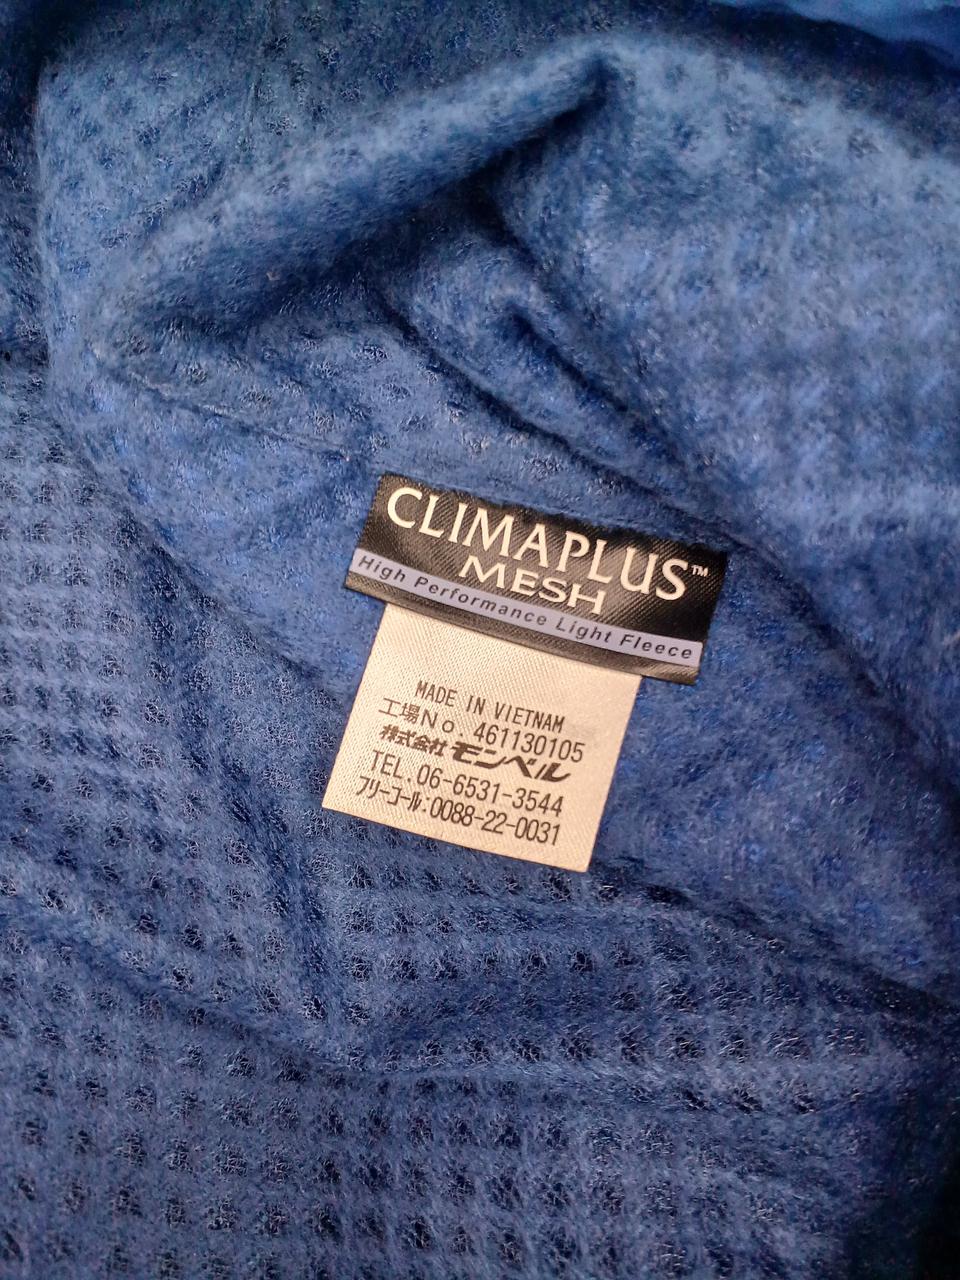 CLIMAPLUS™
MESH
High Performance Light Fleece
MADE IN VIETNAM
工場No. 461130105
株式会社 モンベル
TEL.06-6531-3544
フリーコール:0088-22-0031